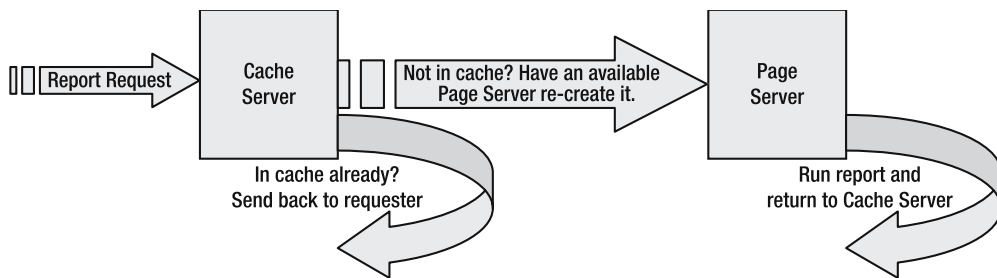 Report Request
Cache
Server
Not in cache? Have an available
Page Server re-create it.
Page
Server
In cache already?
Send back to requester
Run report and
return to Cache Server